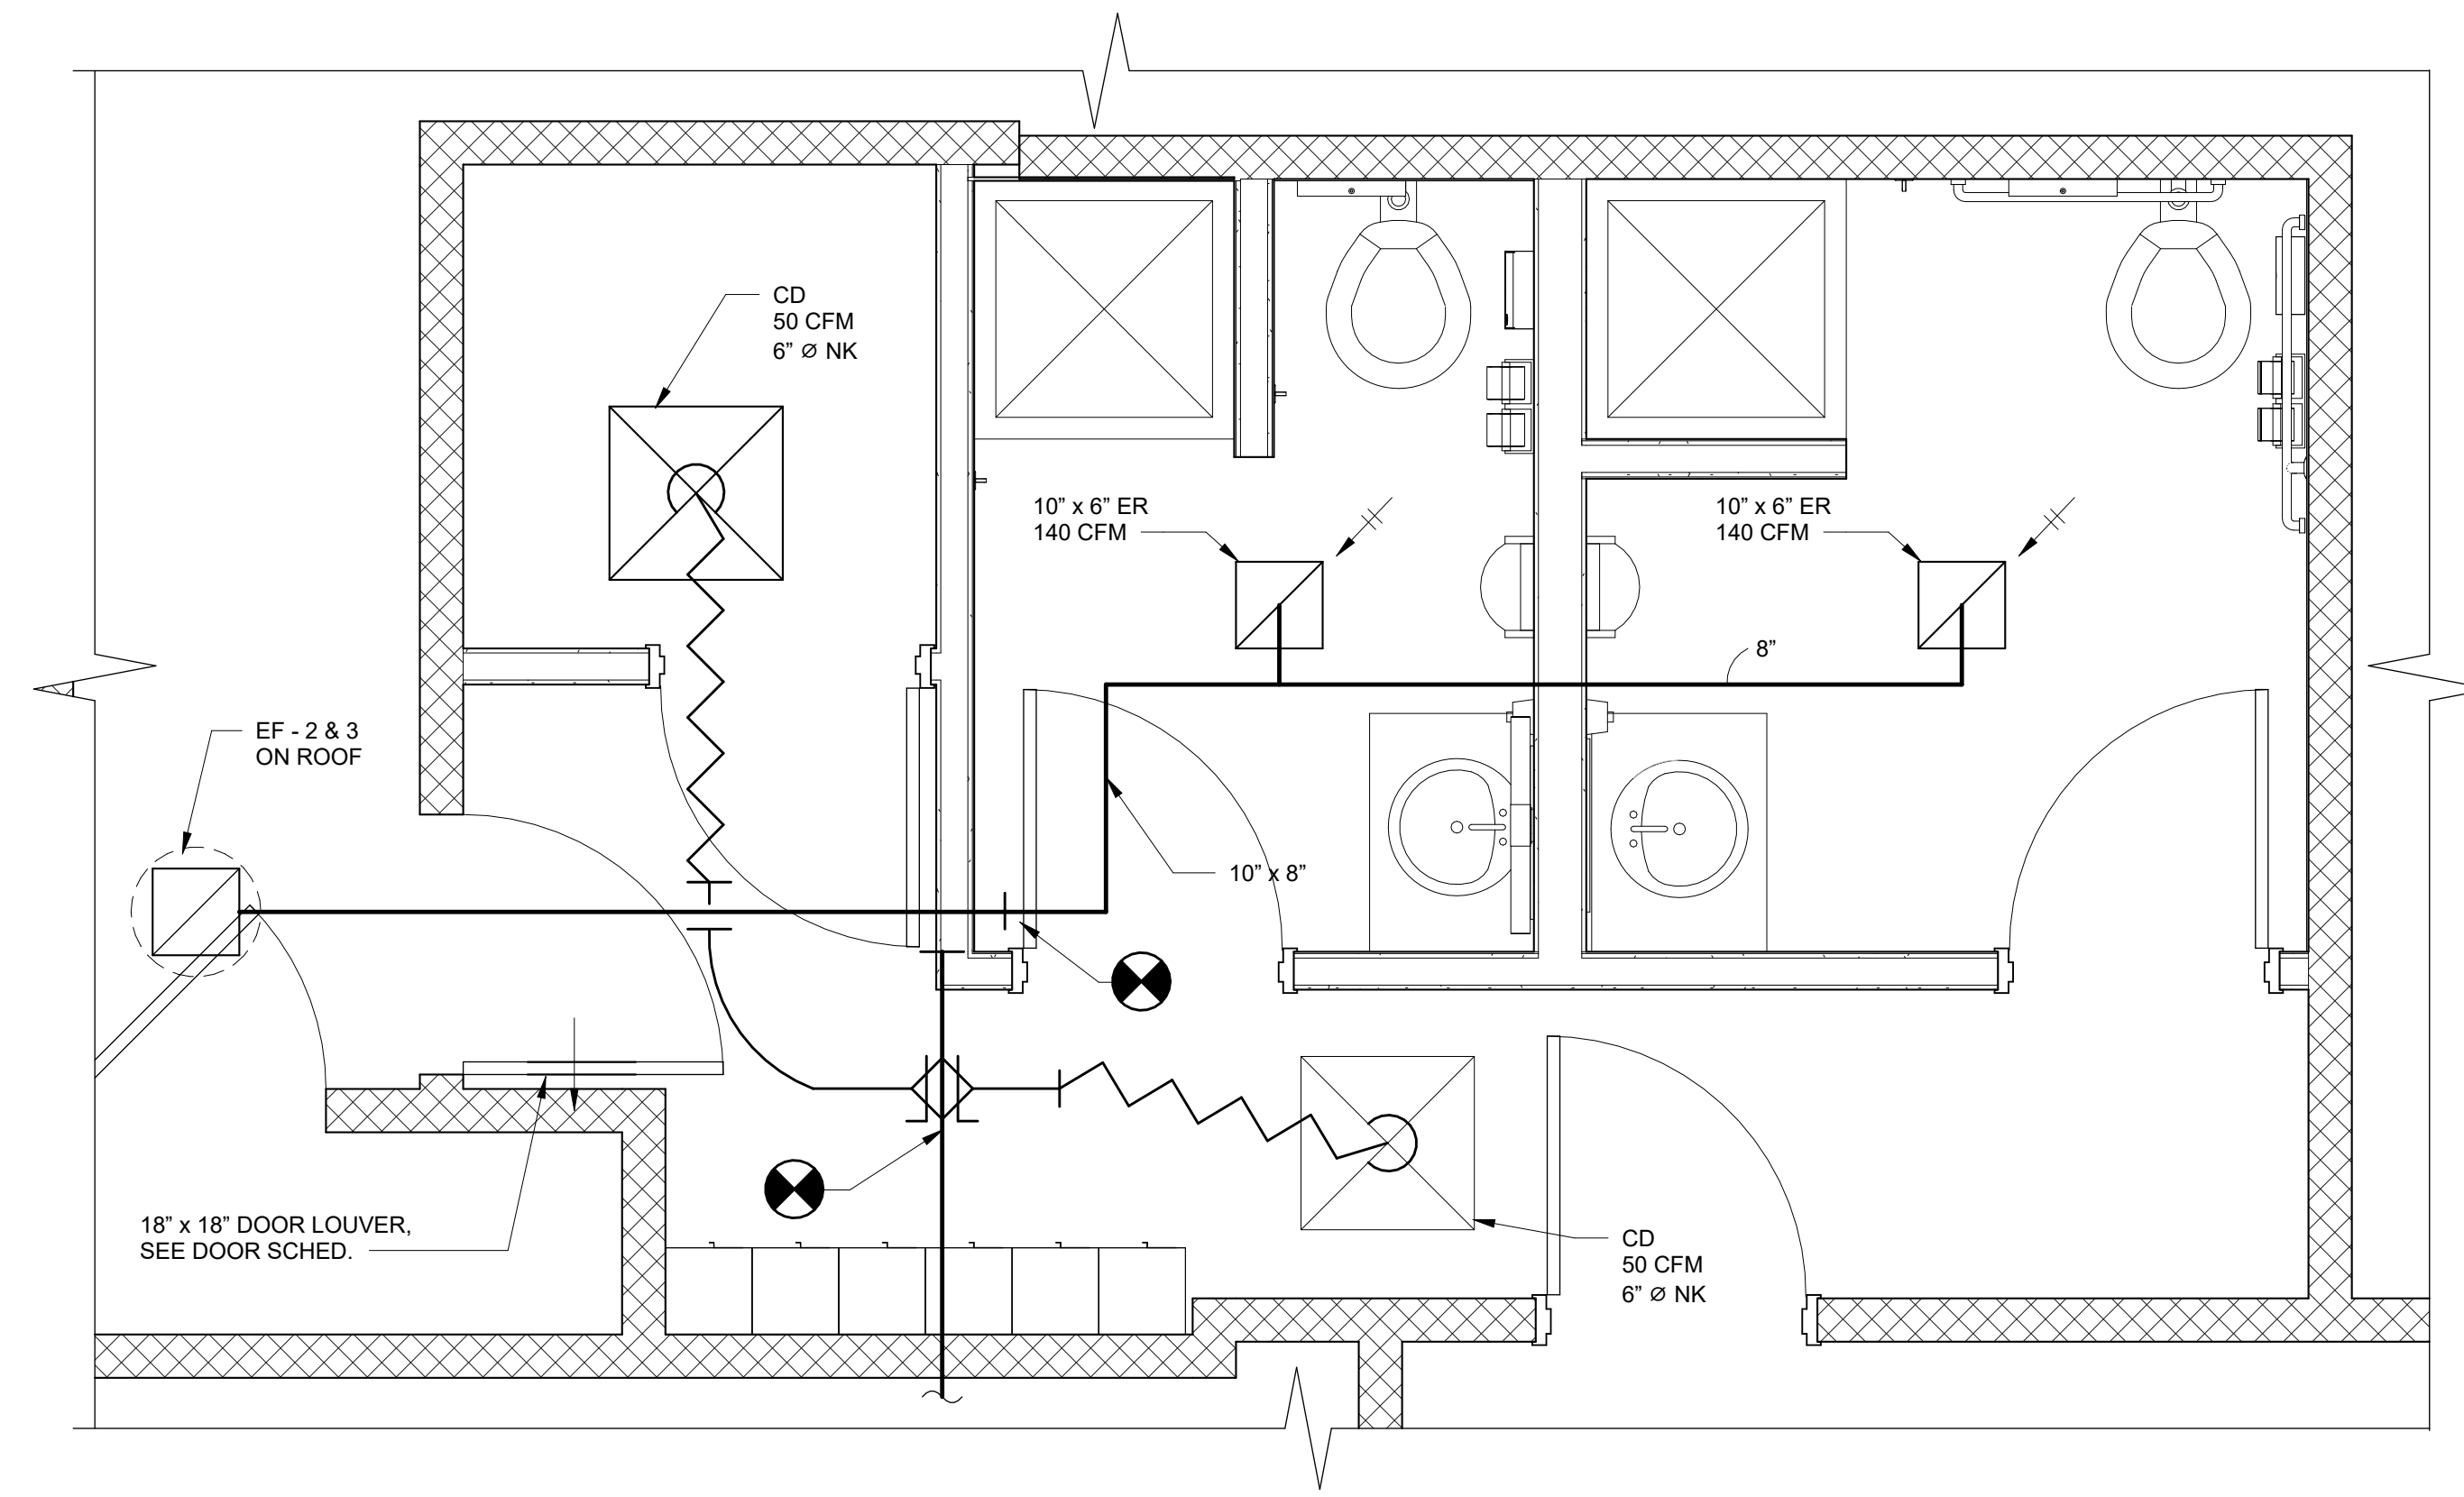 CD
50 CFM
6” ⌀ NK
10” x 6” ER
140 CFM
10” x 6” ER
140 CFM
8”
EF - 2 & 3
ON ROOF
10” x 8”
18” x 18” DOOR LOUVER,
SEE DOOR SCHED.
CD
50 CFM
6” ⌀ NK